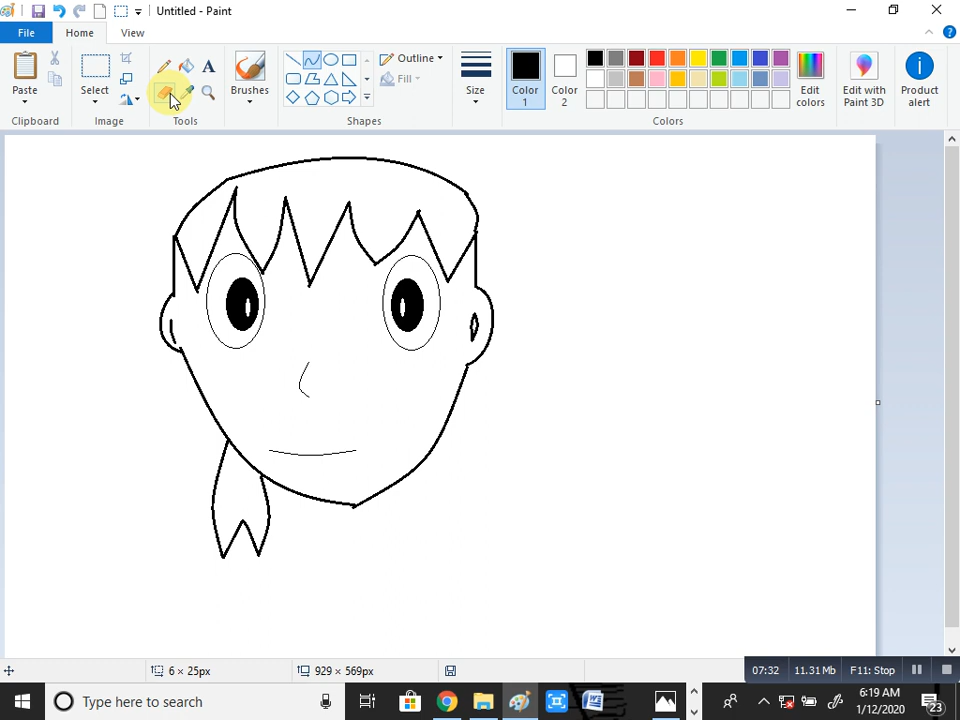 Untitled - Paint
File Home View
Paste
Clipboard
Select
Image
A
Tools
Brushes
Outline
Fill
Shapes
Size
Color 1
Color 2
Edit colors
Colors
Edit with Paint 3D
Product alert
6 × 25px
929 × 569px
07:32 11.31 Mb F11: Stop
Type here to search
W
6:19 AM
1/12/2020
23